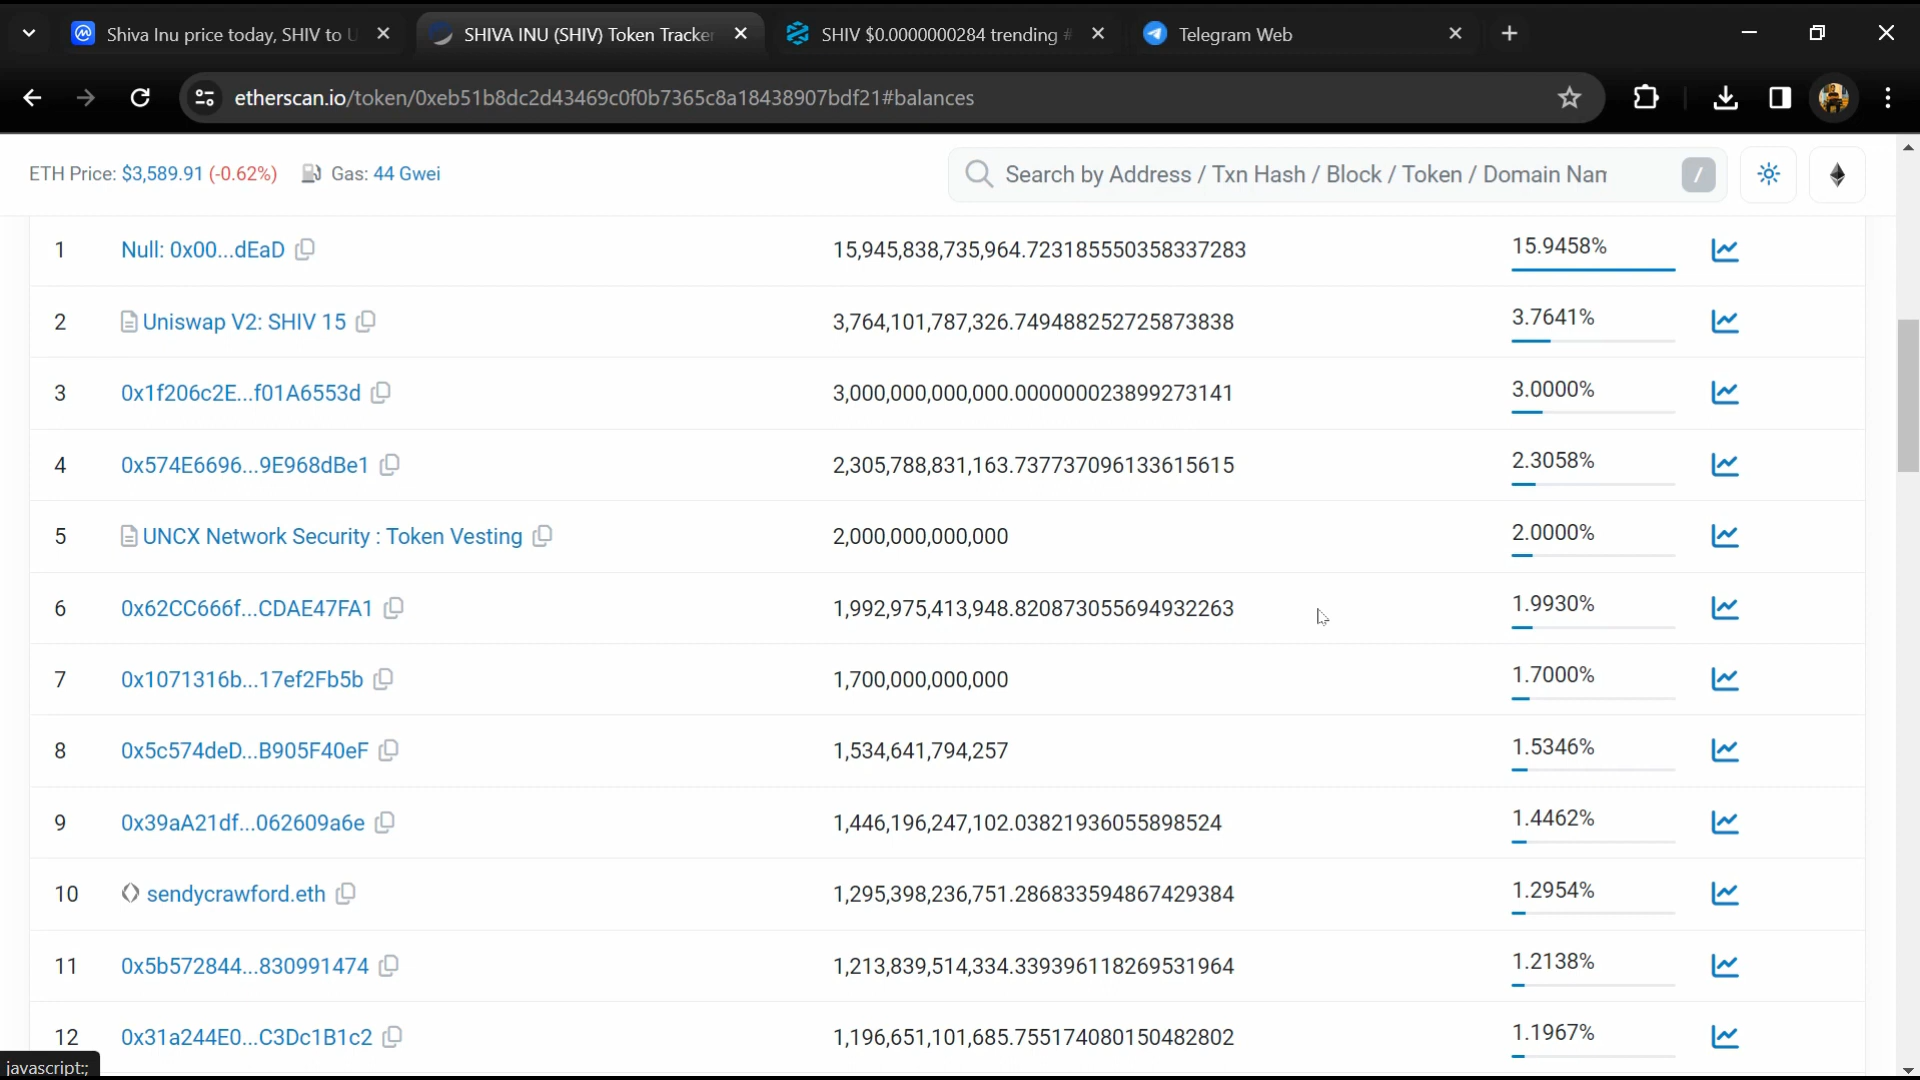 Shiva Inu price today, SHIV to U
SHIVA INU (SHIV) Token Tracker
SHIV $0.0000000284 trending #
Telegram Web
etherscan.io/token/0xeb51b8dc2d43469c0f0b7365c8a18438907bdf21#balances
ETH Price: $3,589.91 (-0.62%) Gas: 44 Gwei
Search by Address / Txn Hash / Block / Token / Domain Nam
/
1 Null: 0x00...dEaD 15,945,838,735,964.723185550358337283 15.9458%
2 Uniswap V2: SHIV 15 3,764,101,787,326.749488252725873838 3.7641%
3 0x1f206c2E...f01A6553d 3,000,000,000,000.000000023899273141 3.0000%
4 0x574E6696...9E968dBe1 2,305,788,831,163.737737096133615615 2.3058%
5 UNCX Network Security : Token Vesting 2,000,000,000,000 2.0000%
6 0x62CC666f...CDAE47FA1 1,992,975,413,948.820873055694932263 1.9930%
7 0x1071316b...17ef2Fb5b 1,700,000,000,000 1.7000%
8 0x5c574deD...B905F40eF 1,534,641,794,257 1.5346%
9 0x39aA21df...062609a6e 1,446,196,247,102.03821936055898524 1.4462%
10 sendycrawford.eth 1,295,398,236,751.286833594867429384 1.2954%
11 0x5b572844...830991474 1,213,839,514,334.339396118269531964 1.2138%
12 0x31a244E0...C3Dc1B1c2 1,196,651,101,685.755174080150482802 1.1967%
javascript:;